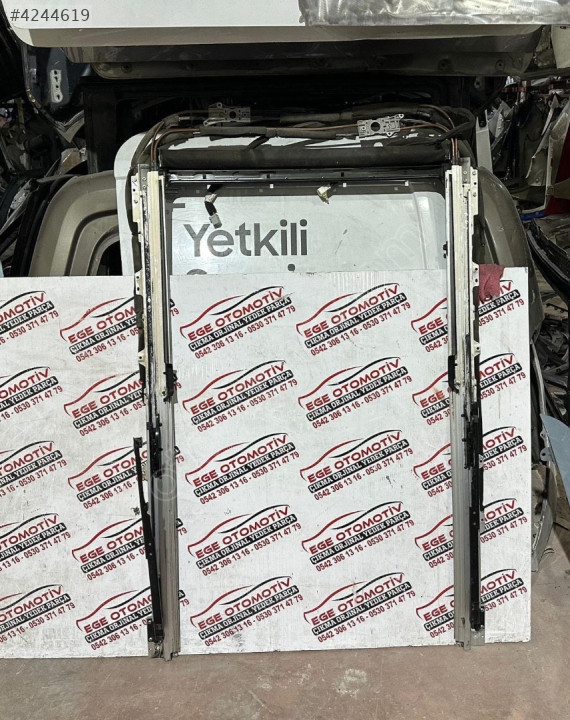 #4244619
Yetkili
EGE OTOMOTİV
ÇIKMA ORJİNAL YEDEK PARÇA
0542 306 13 16 - 0530 371 47 79